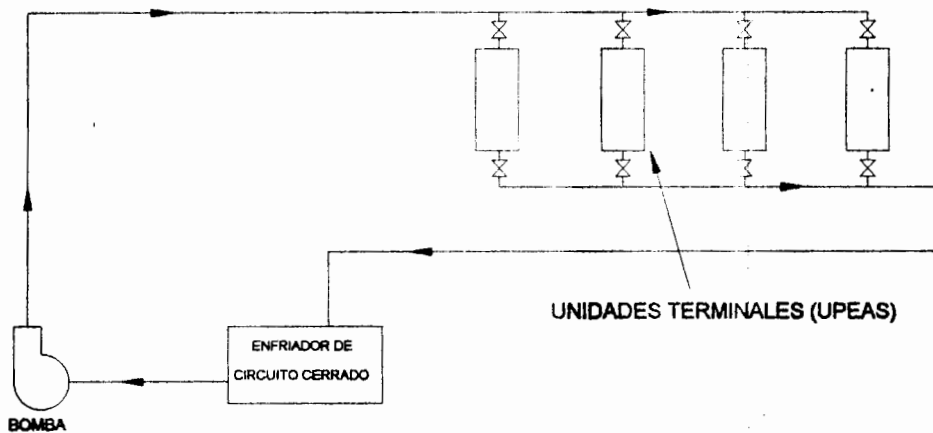 UNIDADES TERMINALES (UPEAS)
ENFRIADOR DE
CIRCUITO CERRADO
BOMBA